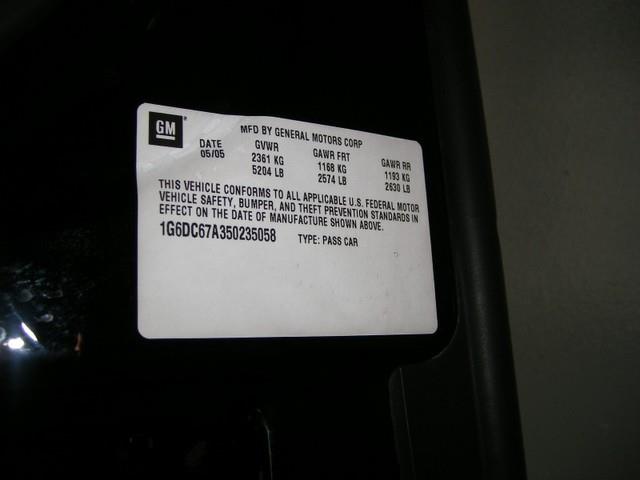 GM
MFD BY GENERAL MOTORS CORP
DATE GVWR GAWR FRT GAWR RR
05/05 2361 KG 1168 KG 1193 KG
5204 LB 2574 LB 2630 LB
THIS VEHICLE CONFORMS TO ALL APPLICABLE U.S. FEDERAL MOTOR
VEHICLE SAFETY, BUMPER, AND THEFT PREVENTION STANDARDS IN
EFFECT ON THE DATE OF MANUFACTURE SHOWN ABOVE.
1G6DC67A350235058 TYPE: PASS CAR